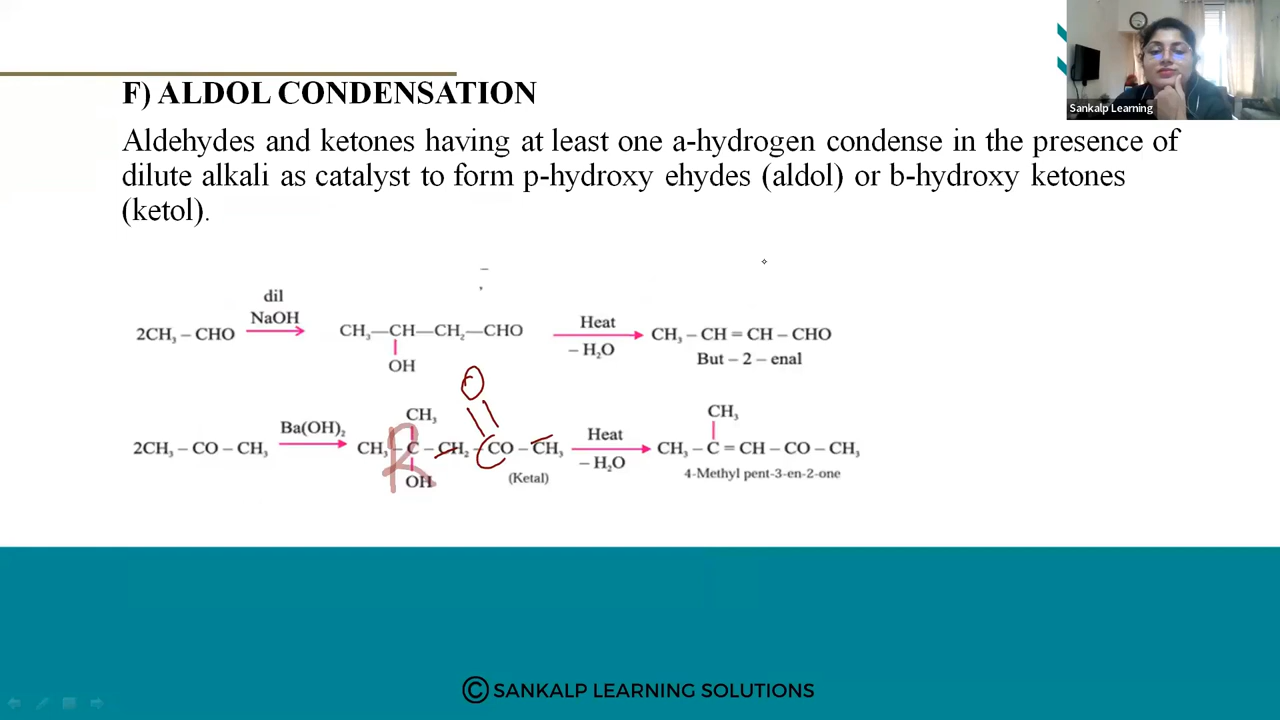 Sankalp Learning
F) ALDOL CONDENSATION
Aldehydes and ketones having at least one a-hydrogen condense in the presence of
dilute alkali as catalyst to form p-hydroxy ehydes (aldol) or b-hydroxy ketones
(ketol).
dil
NaOH
2CH₃ – CHO
CH₃—CH—CH₂—CHO
OH
Heat
– H₂O
CH₃ – CH = CH – CHO
But – 2 – enal
O
C
R
2CH₃ – CO – CH₃
Ba(OH)₂
CH₃
CH₃ – C – CH₂ – CO – CH₃
OH
(Ketal)
Heat
– H₂O
CH₃
CH₃ – C = CH – CO – CH₃
4-Methyl pent-3-en-2-one
© SANKALP LEARNING SOLUTIONS